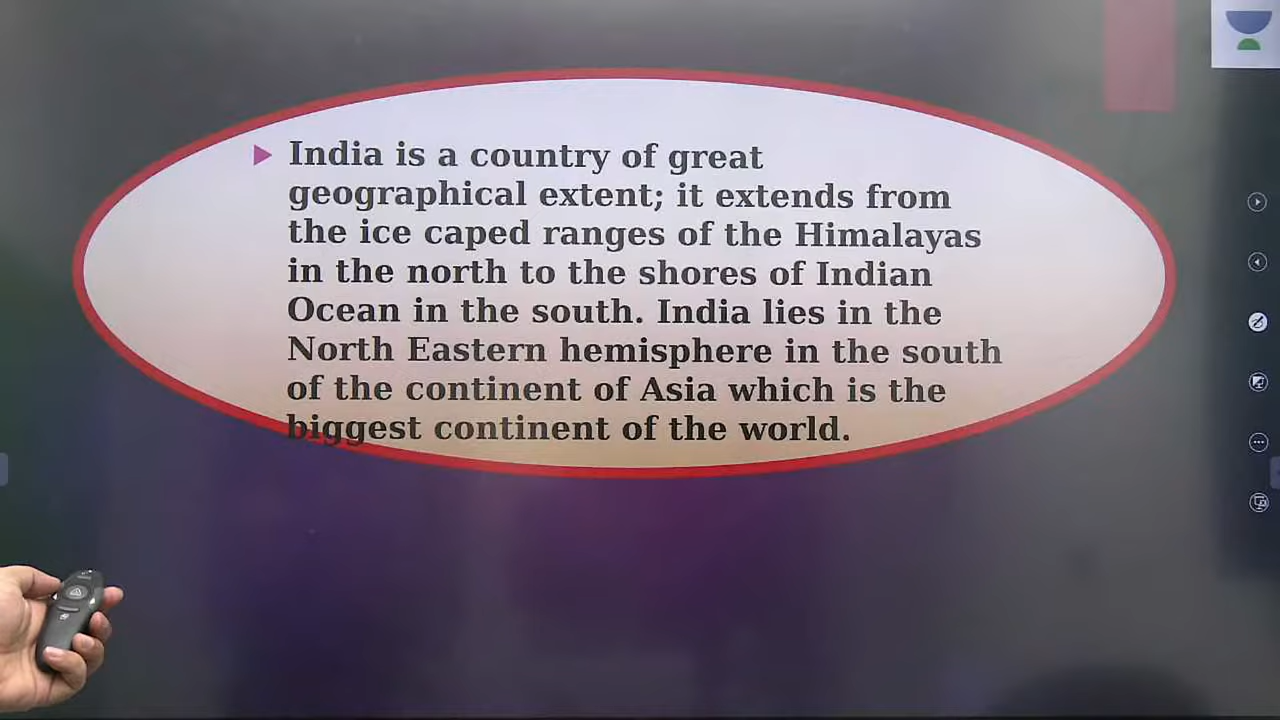 India is a country of great
geographical extent; it extends from
the ice caped ranges of the Himalayas
in the north to the shores of Indian
Ocean in the south. India lies in the
North Eastern hemisphere in the south
of the continent of Asia which is the
biggest continent of the world.